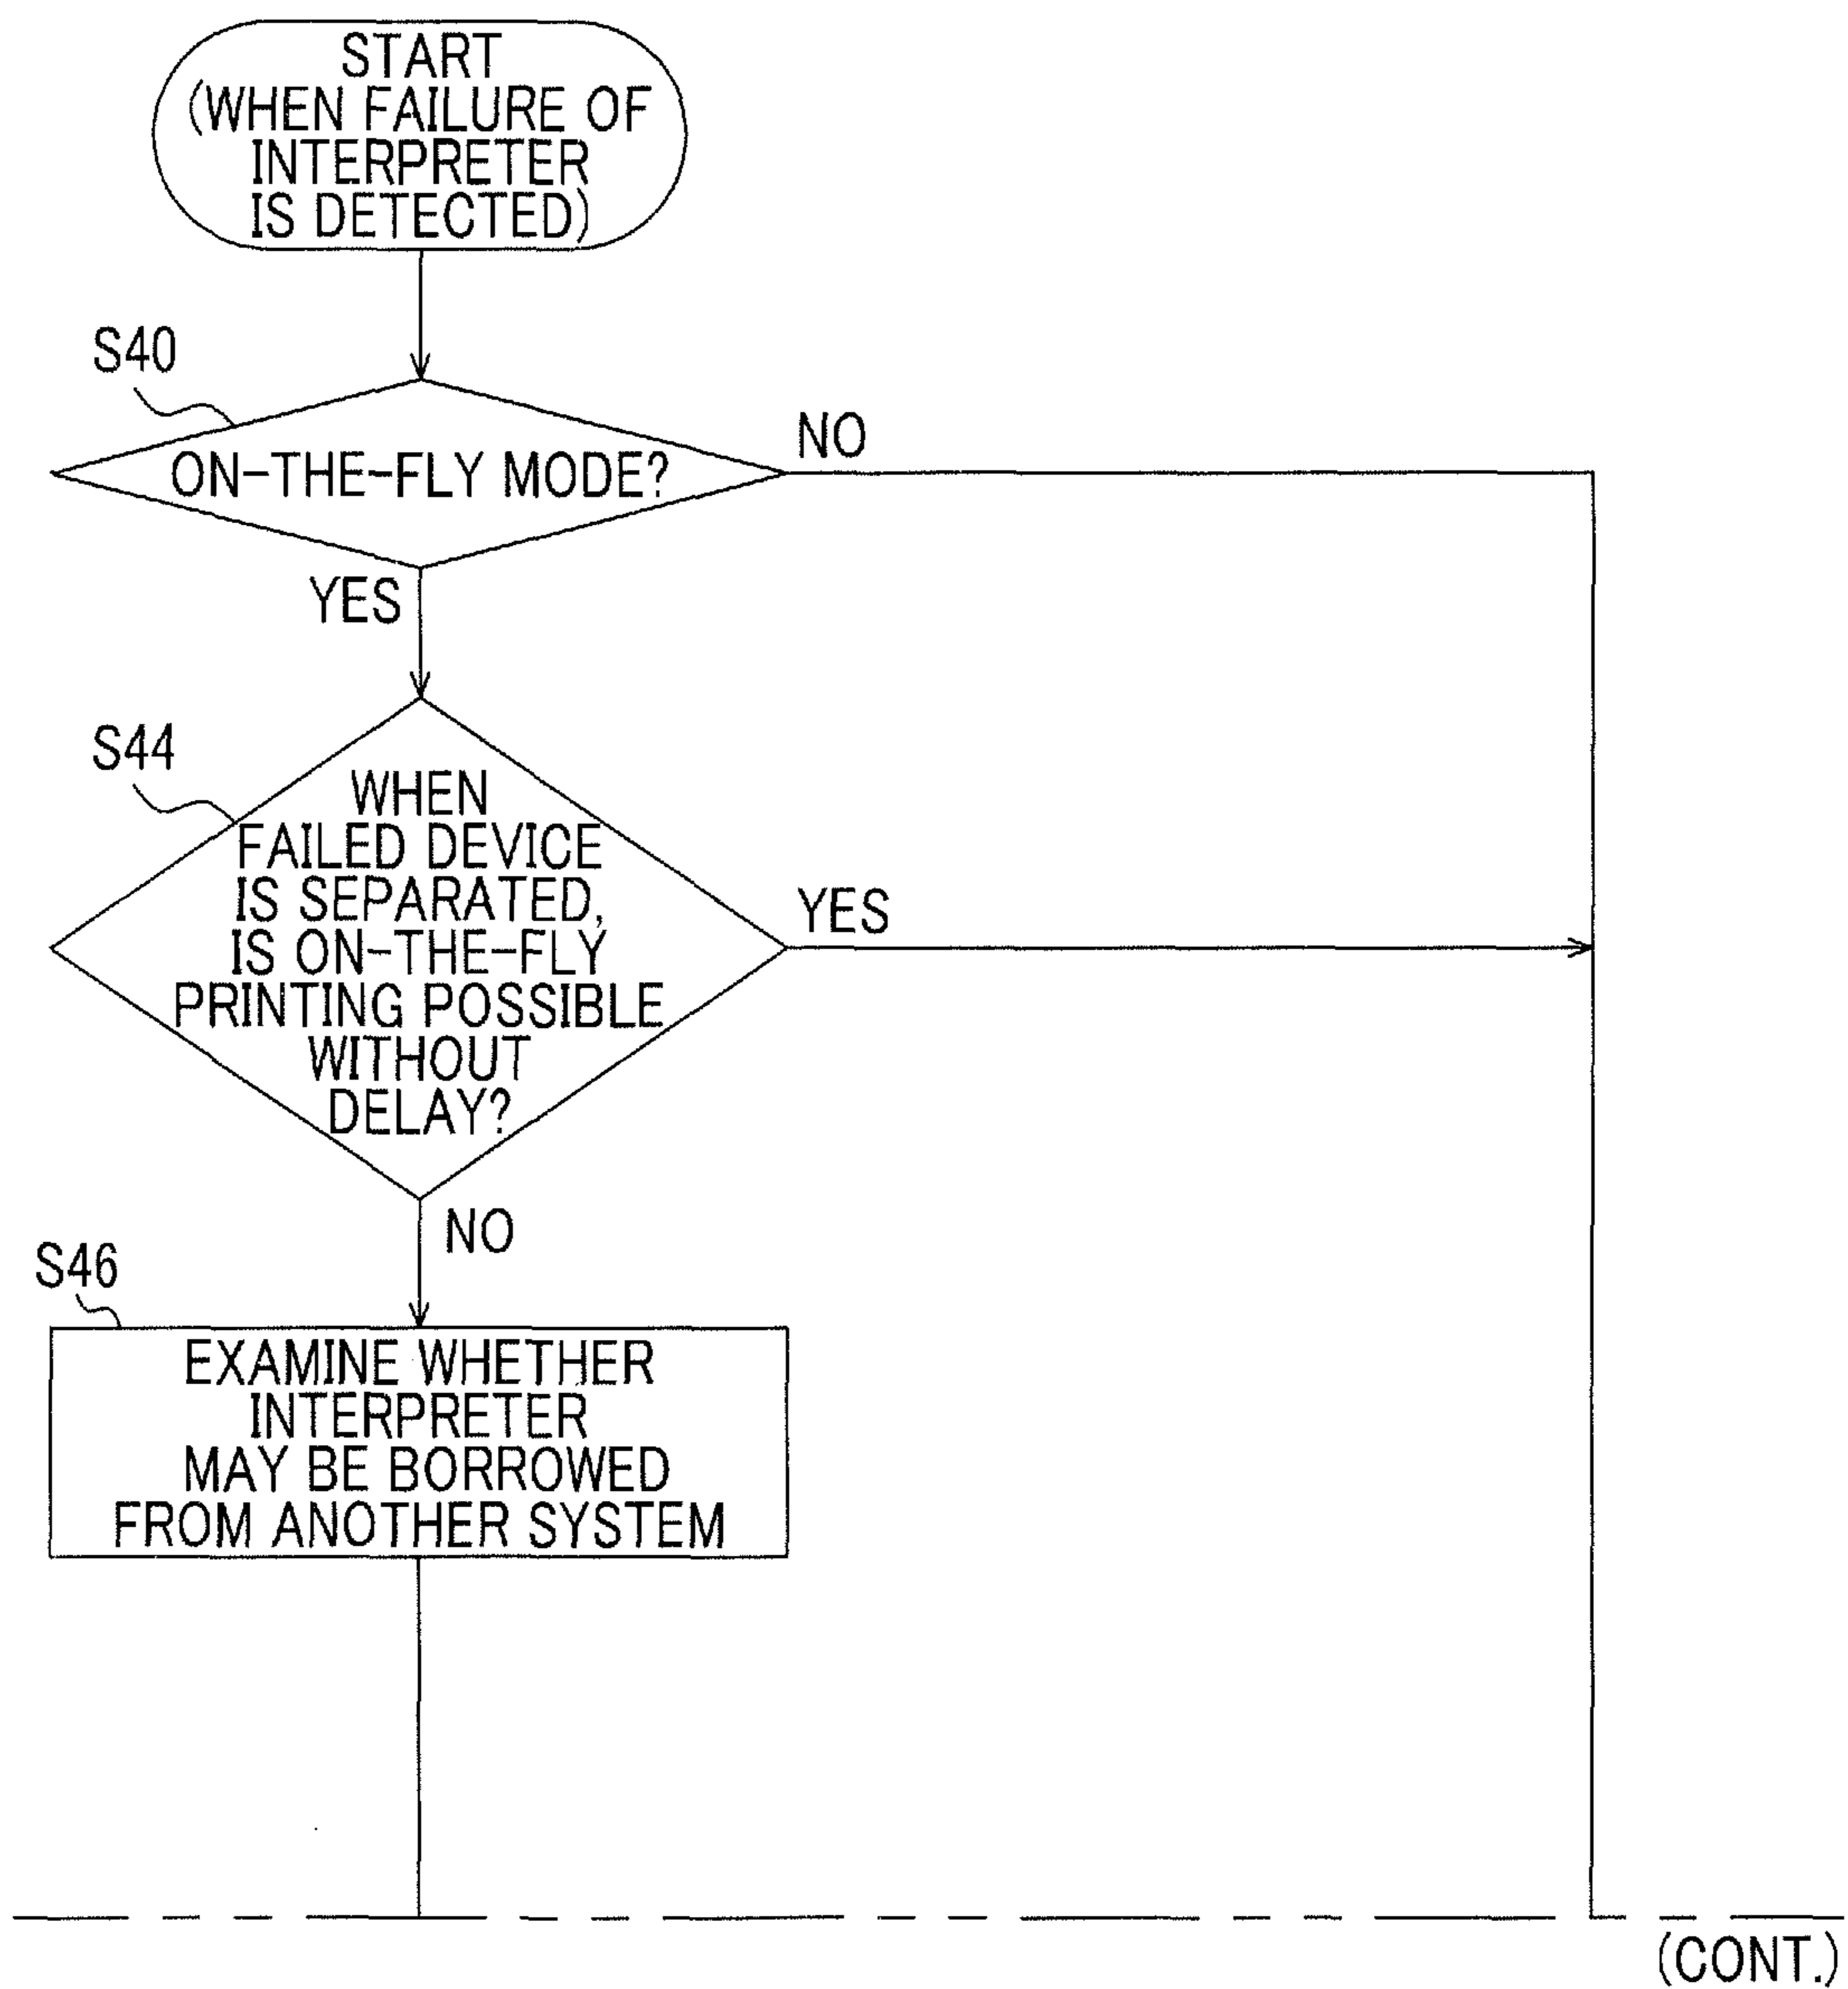 START
(WHEN FAILURE OF
INTERPRETER
IS DETECTED)
S40
ON-THE-FLY MODE?
NO
YES
S44
WHEN
FAILED DEVICE
IS SEPARATED,
IS ON-THE-FLY
PRINTING POSSIBLE
WITHOUT
DELAY?
YES
NO
S46
EXAMINE WHETHER
INTERPRETER
MAY BE BORROWED
FROM ANOTHER SYSTEM
(CONT.)